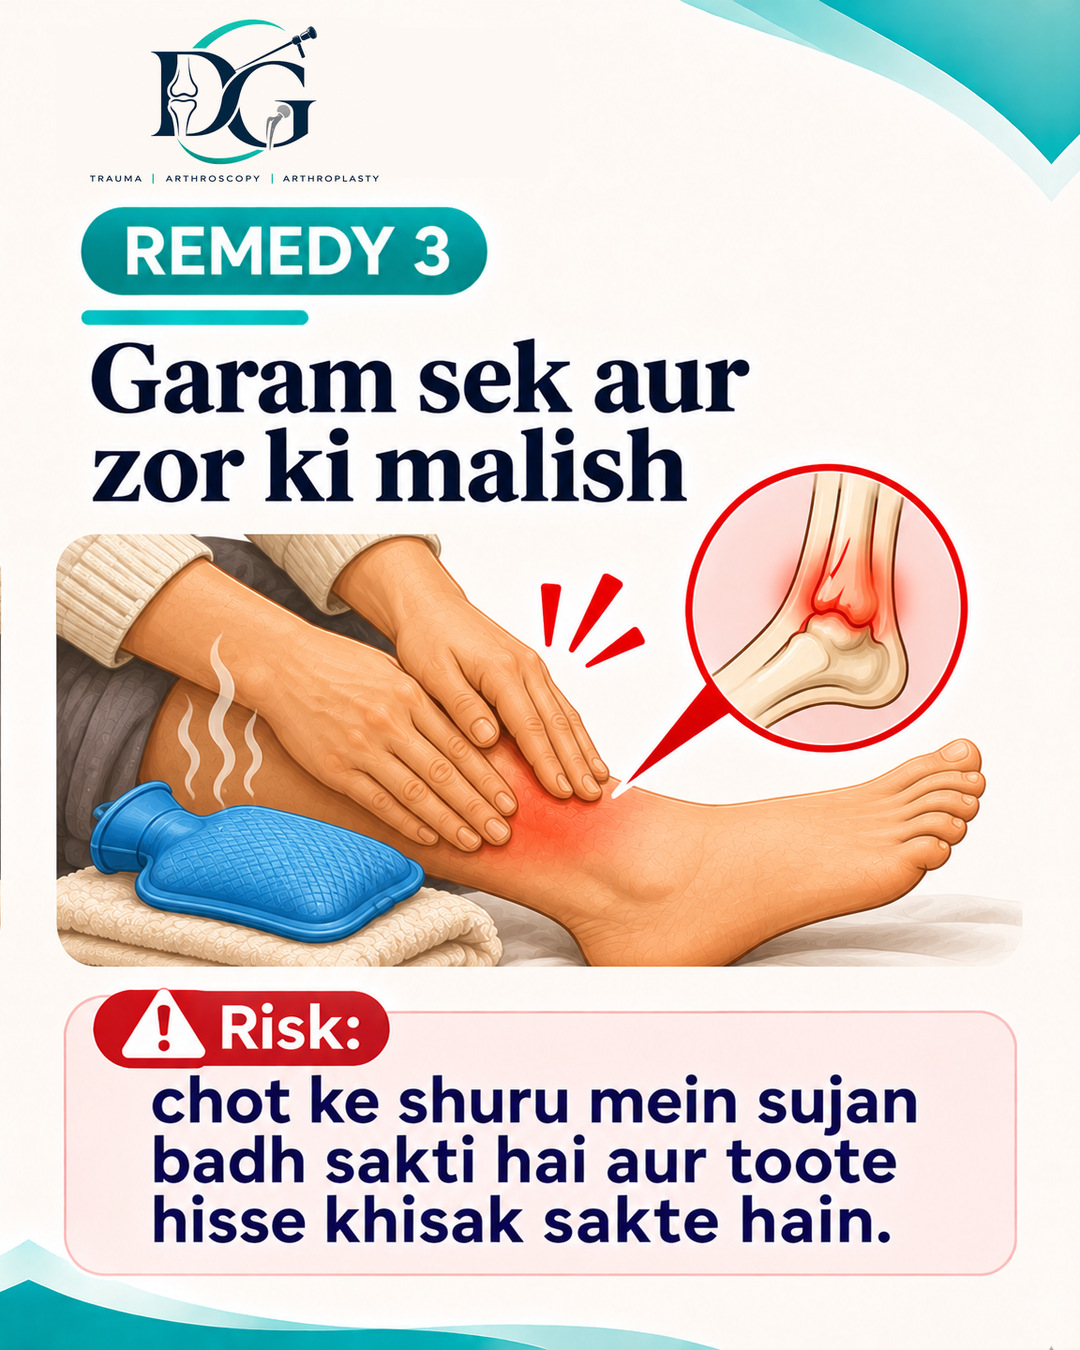 DG
TRAUMA | ARTHROSCOPY | ARTHROPLASTY
REMEDY 3
Garam sek aur
zor ki malish
Risk:
chot ke shuru mein sujan
badh sakti hai aur toote
hisse khisak sakte hain.